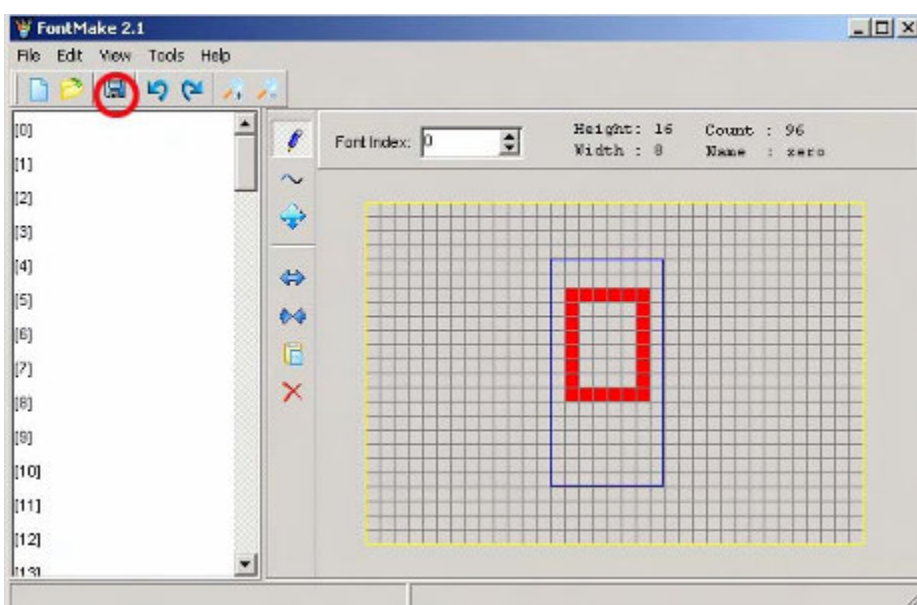 FontMake 2.1
File Edit View Tools Help
Font Index: 0
Height: 16 Count : 96
Width : 8 Name : zero
[0]
[1]
[2]
[3]
[4]
[5]
[6]
[7]
[8]
[9]
[10]
[11]
[12]
[13]